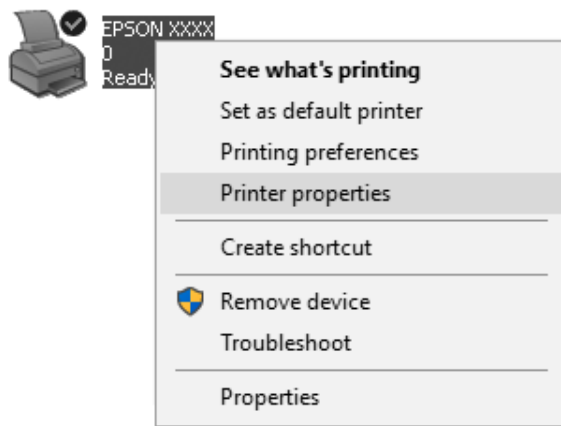 EPSON XXXX
0
Ready
See what's printing
Set as default printer
Printing preferences
Printer properties
Create shortcut
Remove device
Troubleshoot
Properties